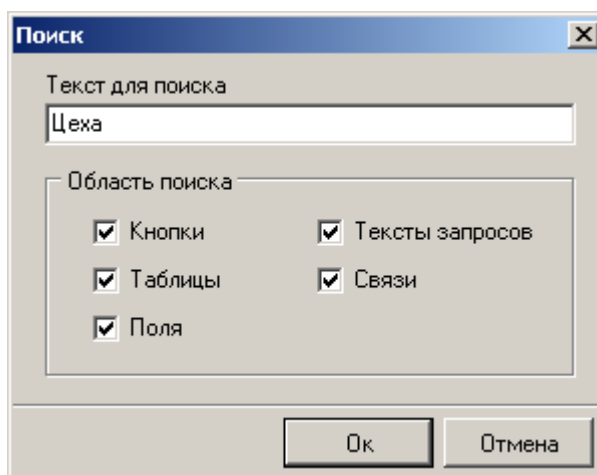 Поиск
Текст для поиска
Цеха
Область поиска
Кнопки
Тексты запросов
Таблицы
Связи
Поля
Ок
Отмена